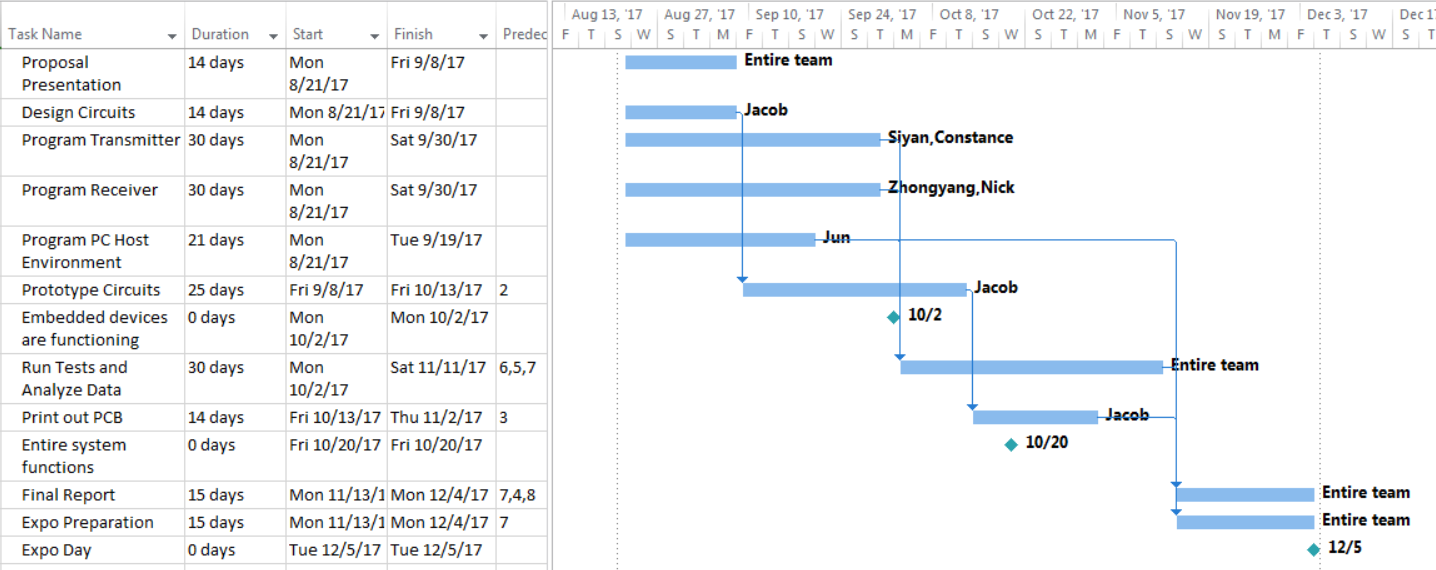 Task Name Duration Start Finish Predec
Aug 13, '17 Aug 27, '17 Sep 10, '17 Sep 24, '17 Oct 8, '17 Oct 22, '17 Nov 5, '17 Nov 19, '17 Dec 3, '17 Dec 1
F T S W S T M F T S W S T M F T S W S T M F T S W S T M F T S W S T
Proposal 14 days Mon Fri 9/8/17 Entire team
Presentation 8/21/17
Design Circuits 14 days Mon 8/21/17 Fri 9/8/17 Jacob
Program Transmitter 30 days Mon Sat 9/30/17 Siyan,Constance
8/21/17
Program Receiver 30 days Mon Sat 9/30/17 Zhongyang,Nick
8/21/17
Program PC Host 21 days Mon Tue 9/19/17 Jun
Environment 8/21/17
Prototype Circuits 25 days Fri 9/8/17 Fri 10/13/17 2 Jacob
Embedded devices 0 days Mon Mon 10/2/17 10/2
are functioning 10/2/17
Run Tests and 30 days Mon Sat 11/11/17 6,5,7 Entire team
Analyze Data 10/2/17
Print out PCB 14 days Fri 10/13/17 Thu 11/2/17 3 Jacob
Entire system 0 days Fri 10/20/17 Fri 10/20/17 10/20
functions
Final Report 15 days Mon 11/13/1 Mon 12/4/17 7,4,8 Entire team
Expo Preparation 15 days Mon 11/13/1 Mon 12/4/17 7 Entire team
Expo Day 0 days Tue 12/5/17 Tue 12/5/17 12/5